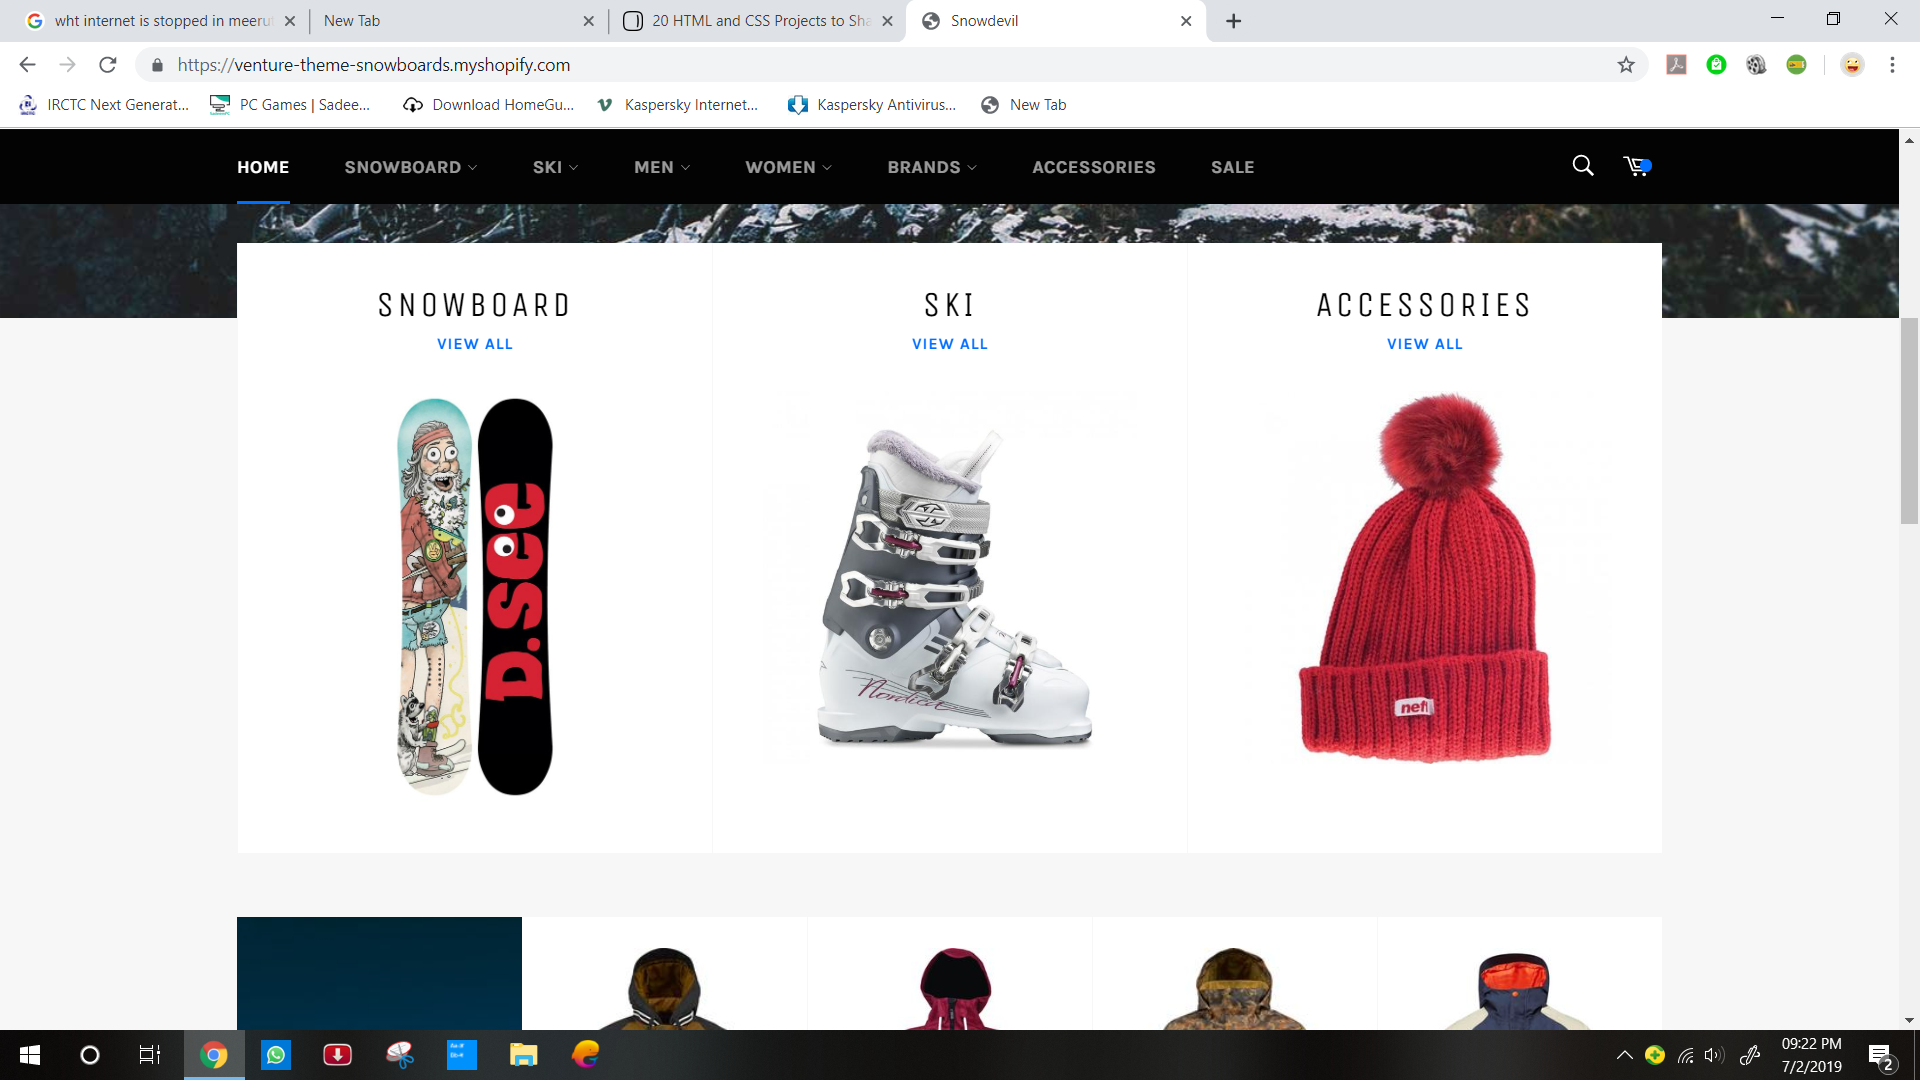 wht internet is stopped in meeru
New Tab
20 HTML and CSS Projects to Sha
Snowdevil
https://venture-theme-snowboards.myshopify.com
IRCTC Next Generat...
PC Games | Sadee...
Download HomeGu...
Kaspersky Internet...
Kaspersky Antivirus...
New Tab
HOME
SNOWBOARD
SKI
MEN
WOMEN
BRANDS
ACCESSORIES
SALE
SNOWBOARD
VIEW ALL
SKI
VIEW ALL
ACCESSORIES
VIEW ALL
D.see
Nordica
neff
09:22 PM
7/2/2019
2